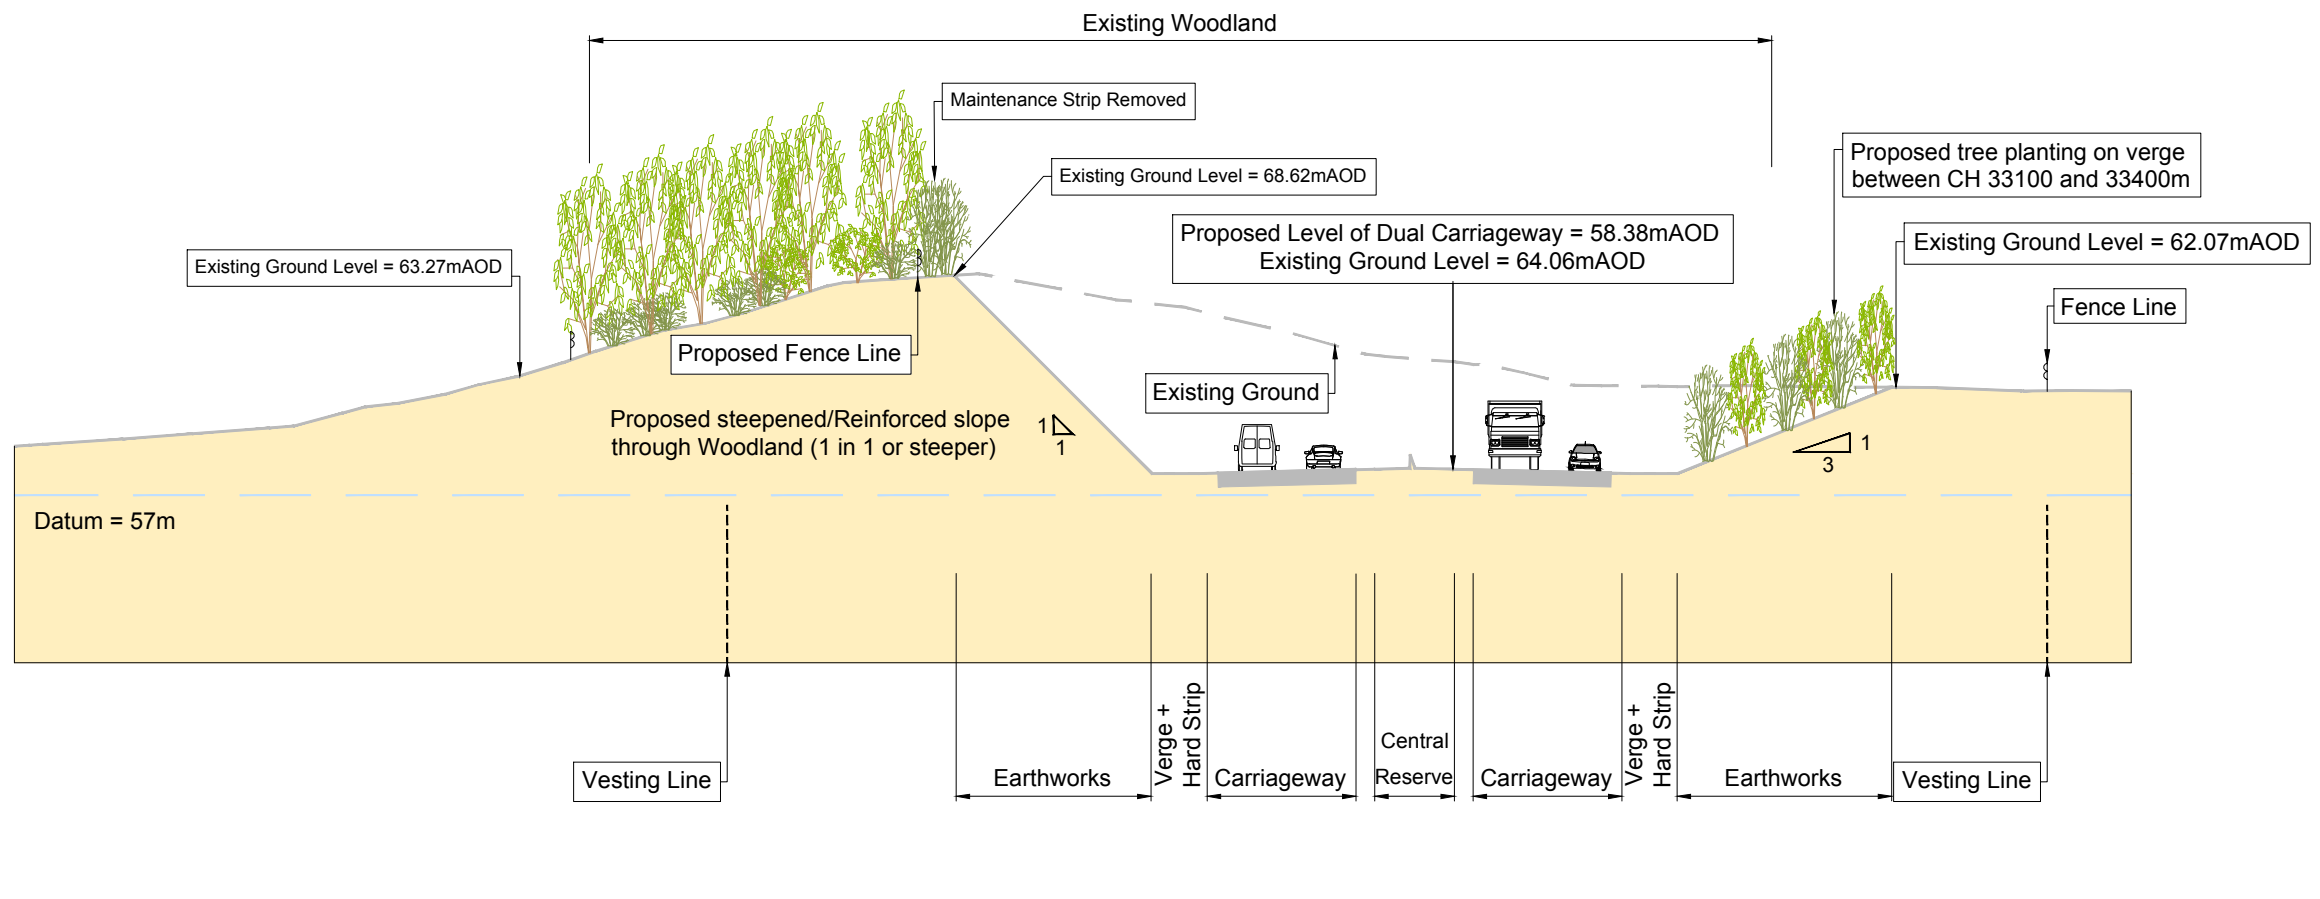 Existing Woodland
Maintenance Strip Removed
Existing Ground Level = 68.62mAOD
Proposed tree planting on verge
between CH 33100 and 33400m
Proposed Level of Dual Carriageway = 58.38mAOD
Existing Ground Level = 64.06mAOD
Existing Ground Level = 62.07mAOD
Existing Ground Level = 63.27mAOD
Fence Line
Proposed Fence Line
Existing Ground
Proposed steepened/Reinforced slope
through Woodland (1 in 1 or steeper)
1
1
1
3
Datum = 57m
Vesting Line
Earthworks
Verge +
Hard Strip
Carriageway
Central
Reserve
Carriageway
Verge +
Hard Strip
Earthworks
Vesting Line